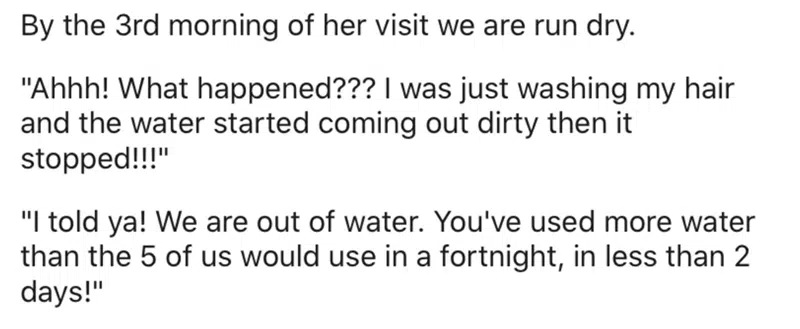 By the 3rd morning of her visit we are run dry.
"Ahhh! What happened??? I was just washing my hair
and the water started coming out dirty then it
stopped!!!"
"I told ya! We are out of water. You've used more water
than the 5 of us would use in a fortnight, in less than 2
days!"